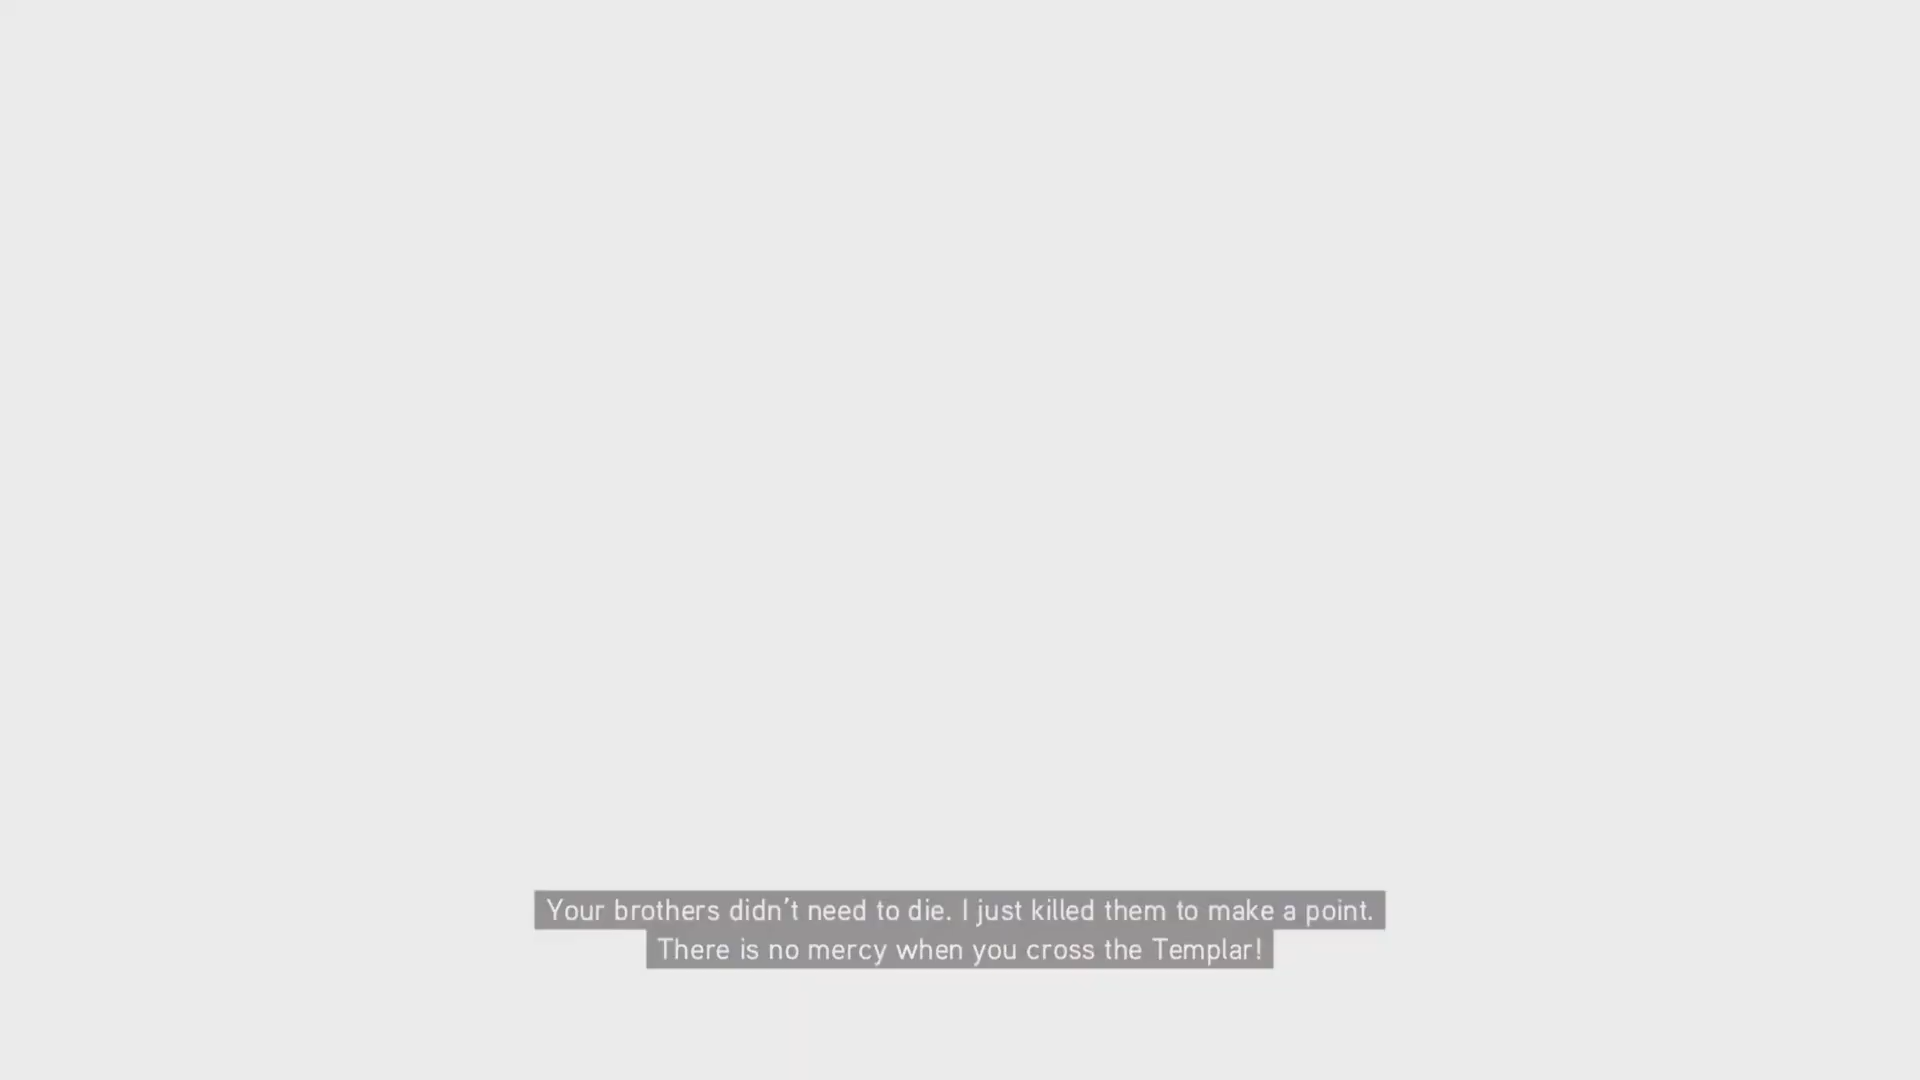 Your brothers didn't need to die. I just killed them to make a point.
There is no mercy when you cross the Templar!